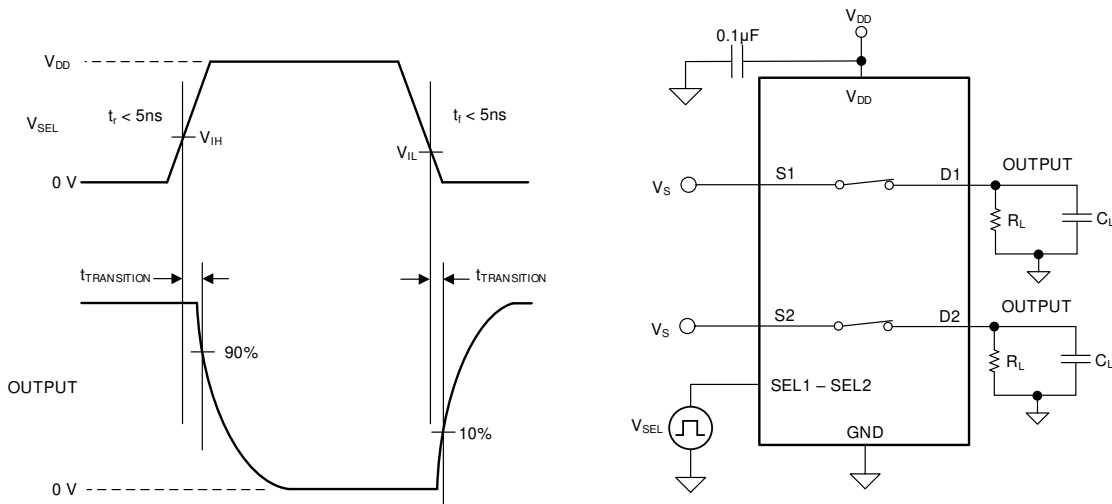 V_DD
V_SEL
t_r < 5ns
V_IH
V_IL
t_f < 5ns
0 V
t_TRANSITION
t_TRANSITION
90%
OUTPUT
10%
0 V
V_DD
0.1µF
V_DD
V_S
S1
D1
OUTPUT
R_L
C_L
V_S
S2
D2
OUTPUT
R_L
C_L
SEL1 – SEL2
V_SEL
GND